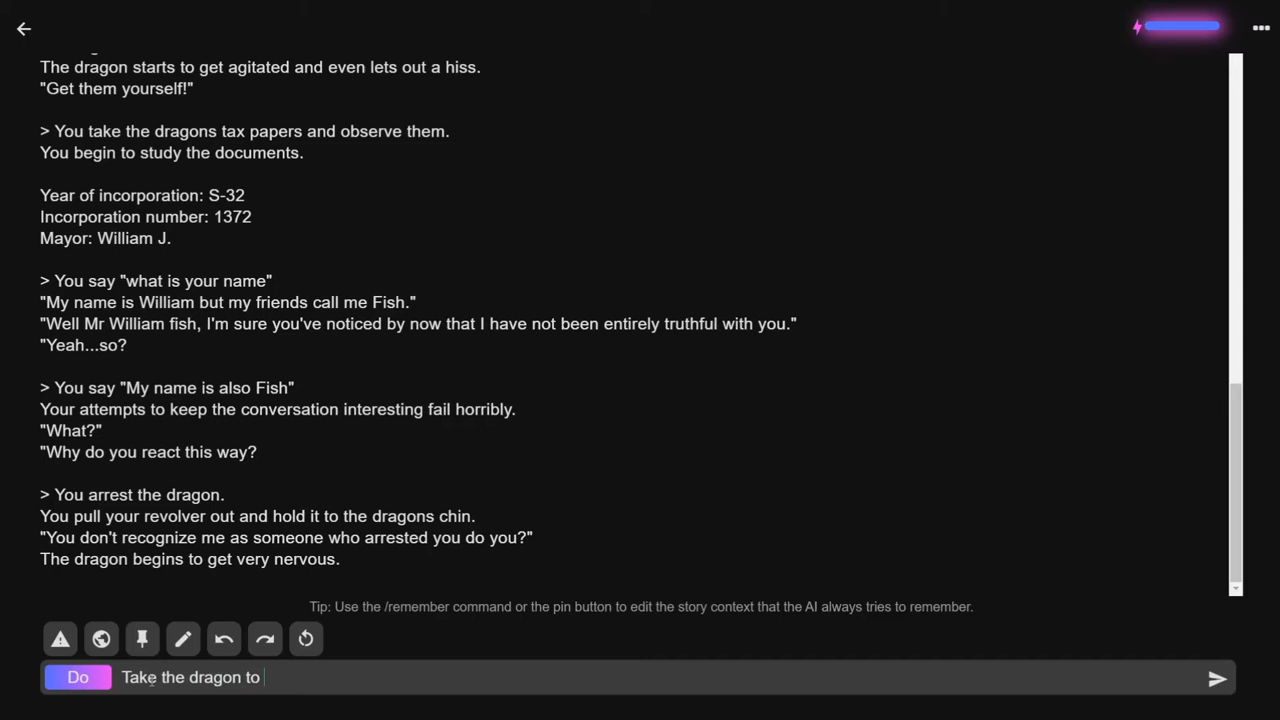 The dragon starts to get agitated and even lets out a hiss.
"Get them yourself!"
> You take the dragons tax papers and observe them.
You begin to study the documents.
Year of incorporation: S-32
Incorporation number: 1372
Mayor: William J.
> You say "what is your name"
"My name is William but my friends call me Fish."
"Well Mr William fish, I'm sure you've noticed by now that I have not been entirely truthful with you."
"Yeah...so?
> You say "My name is also Fish"
Your attempts to keep the conversation interesting fail horribly.
"What?"
"Why do you react this way?
> You arrest the dragon.
You pull your revolver out and hold it to the dragons chin.
"You don't recognize me as someone who arrested you do you?"
The dragon begins to get very nervous.
Tip: Use the /remember command or the pin button to edit the story context that the AI always tries to remember.
Do Take the dragon to